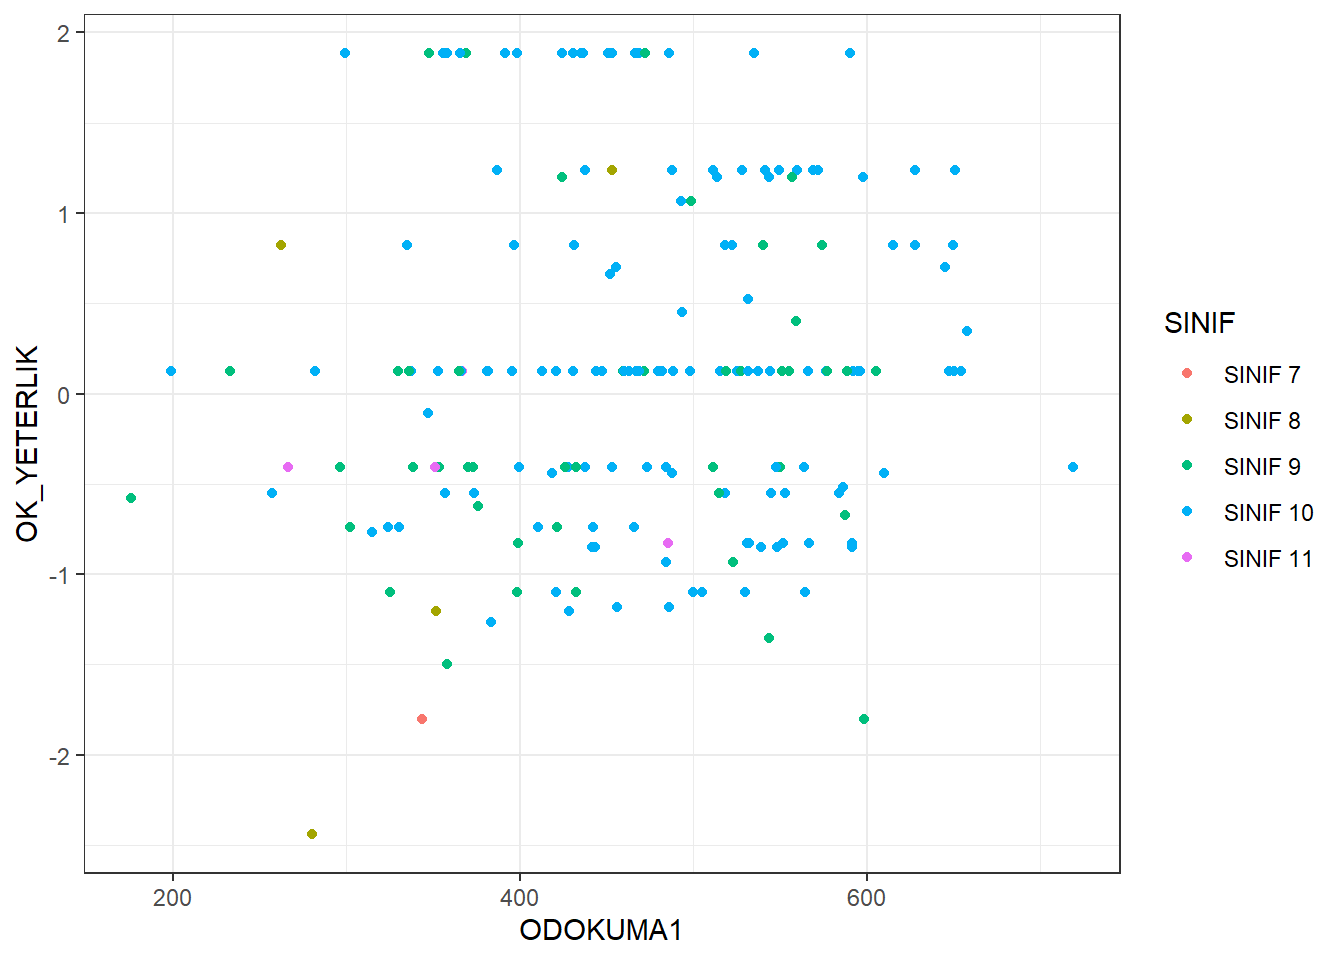 OK_YETERLIK
2
1
0
-1
-2
200
400
600
ODOKUMA1
SINIF
SINIF 7
SINIF 8
SINIF 9
SINIF 10
SINIF 11